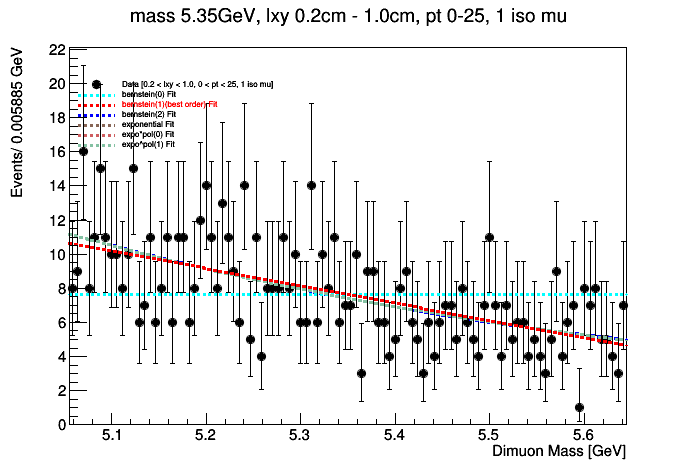 mass 5.35GeV, lxy 0.2cm - 1.0cm, pt 0-25, 1 iso mu
Events/ 0.005885 GeV
22
20
18
16
14
12
10
8
6
4
2
0
Data [0.2 < lxy < 1.0, 0 < pt < 25, 1 iso mu]
bernstein(0) Fit
bernstein(1)(best order) Fit
bernstein(2) Fit
exponential Fit
expo*pol(0) Fit
expo*pol(1) Fit
5.1 5.2 5.3 5.4 5.5 5.6
Dimuon Mass [GeV]